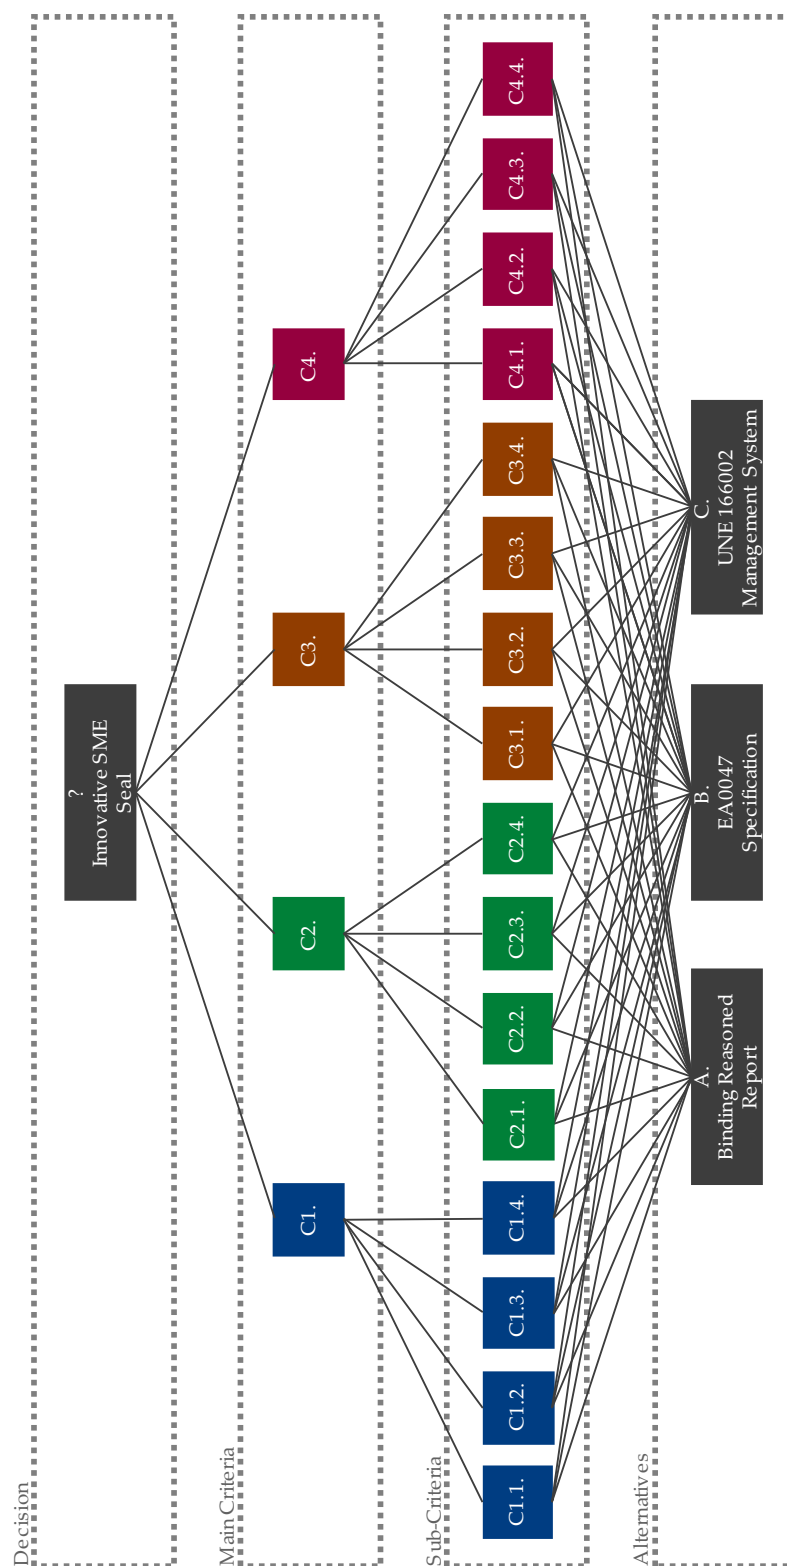 Decision
?
Innovative SME
Seal
Main Criteria
C1.
C2.
C3.
C4.
Sub-Criteria
C1.1.
C1.2.
C1.3.
C1.4.
C2.1.
C2.2.
C2.3.
C2.4.
C3.1.
C3.2.
C3.3.
C3.4.
C4.1.
C4.2.
C4.3.
C4.4.
Alternatives
A.
Binding Reasoned
Report
B.
EA0047
Specification
C.
UNE 166002
Management System